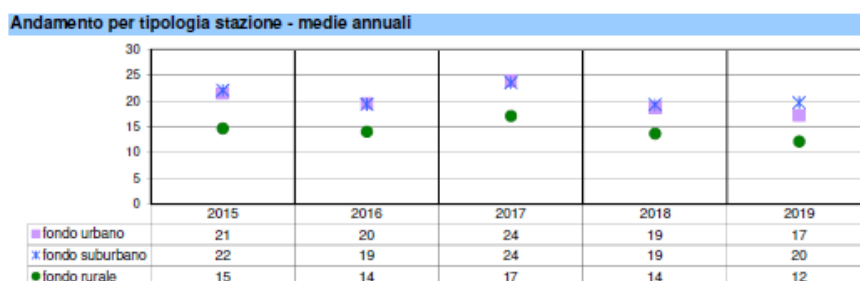 Andamento per tipologia stazione - medie annuali
30
25
20
15
10
5
0
2015 2016 2017 2018 2019
fondo urbano 21 20 24 19 17
fondo suburbano 22 19 24 19 20
fondo rurale 15 14 17 14 12